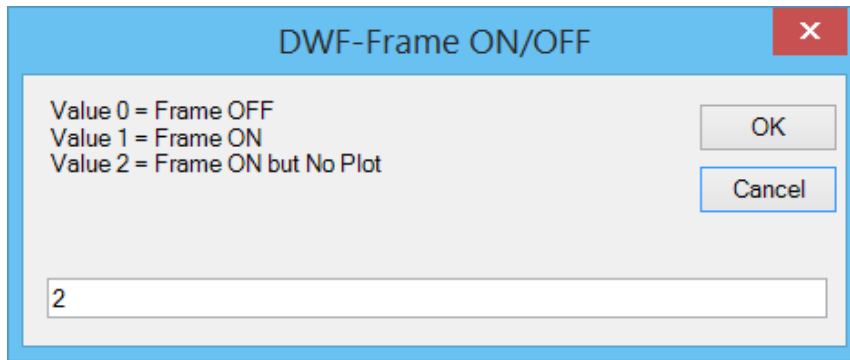 DWF-Frame ON/OFF
Value 0 = Frame OFF
Value 1 = Frame ON
Value 2 = Frame ON but No Plot
OK
Cancel
2